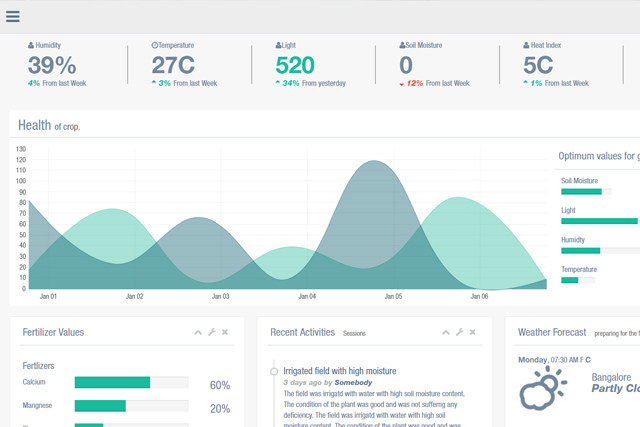 Humidity
39%
4% From last Week
Temperature
27C
3% From last Week
Light
520
34% From yesterday
Soil Moisture
0
12% From last Week
Heat Index
5C
1% From last Week
Health of crop.
130
120
110
100
90
80
70
60
50
40
30
20
10
0
Jan 01
Jan 02
Jan 03
Jan 04
Jan 05
Jan 06
Optimum values for g
Soil Moisture
Light
Humidty
Temperature
Fertilizer Values
Fertlizers
Calcium
60%
Mangnese
20%
Recent Activities Sessions
Irrigated field with high moisture
3 days ago by Somebody
The field was irrigatd with water with high soil moisture content.
The condition of the plant was good and was not sufferng any
deficiency. The field was irrigatd with water with high soil
moisture content. The condition of the plant was good and was
Weather Forecast preparing for the f
Monday, 07:30 AM F C
Bangalore
Partly Clo